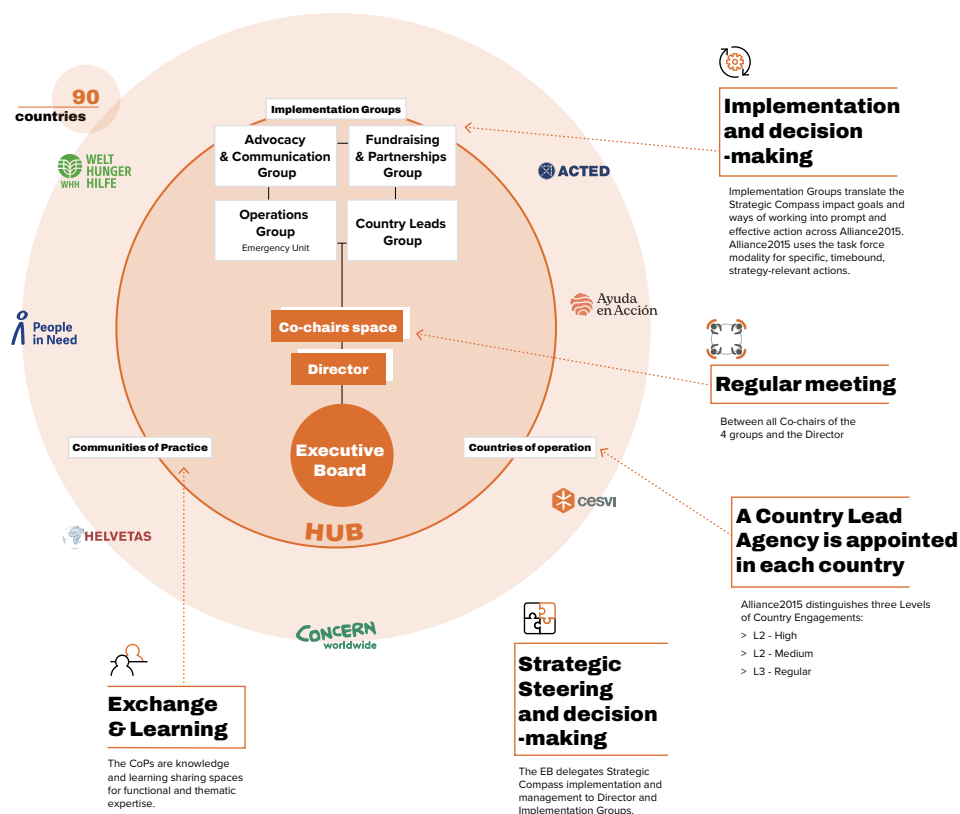 90
countries
Implementation Groups
Advocacy
& Communication
Group
Fundraising
& Partnerships
Group
Operations
Group
Emergency Unit
Country Leads
Group
WELT
HUNGER
HILFE
WHH
ACTED
People
in Need
Ayuda
en Acción
Co-chairs space
Director
Executive
Board
Communities of Practice
Countries of operation
HUB
cesvi
HELVETAS
CONCERN
worldwide
Implementation
and decision
-making
Implementation Groups translate the
Strategic Compass impact goals and
ways of working into prompt and
effective action across Alliance2015.
Alliance2015 uses the task force
modality for specific, timebound,
strategy-relevant actions.
Regular meeting
Between all Co-chairs of the
4 groups and the Director
A Country Lead
Agency is appointed
in each country
Alliance2015 distinguishes three Levels
of Country Engagements:
> L2 - High
> L2 - Medium
> L3 - Regular
Exchange
& Learning
The CoPs are knowledge
and learning sharing spaces
for functional and thematic
expertise.
Strategic
Steering
and decision
-making
The EB delegates Strategic
Compass implementation and
management to Director and
Implementation Groups.